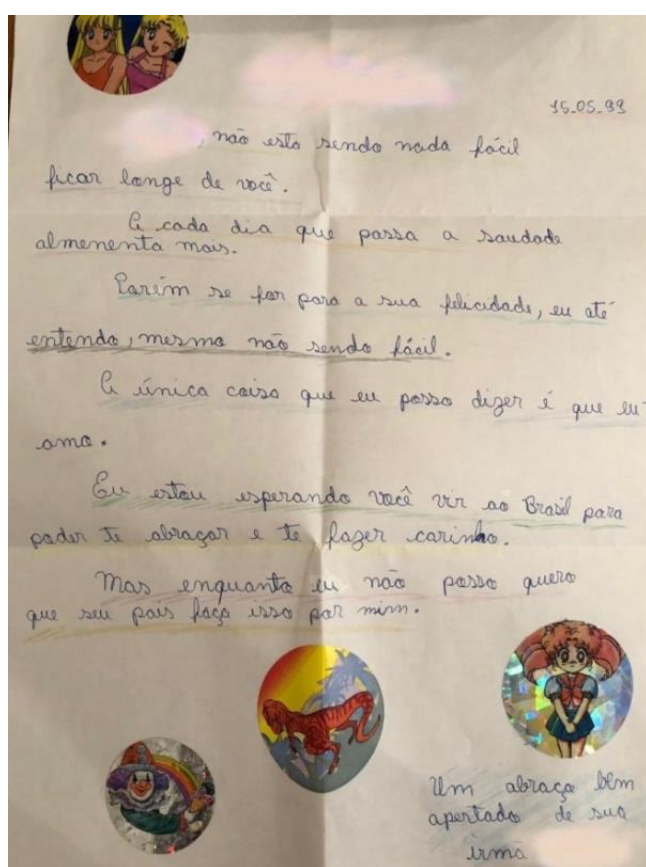 15.05.99
, não esta sendo nada fácil
ficar longe de você.
A cada dia que passa a saudade
almenenta mais.
Porém se for para a sua felicidade, eu até
entendo, mesmo não sendo fácil.
A única coisa que eu posso dizer é que eu
amo.
Eu estou esperando você vir ao Brasil para
poder te abraçar e te fazer carinho.
Mas enquanto eu não posso quero
que seu pais faça isso por mim.
Um abraço bem
apertado de sua
irmã